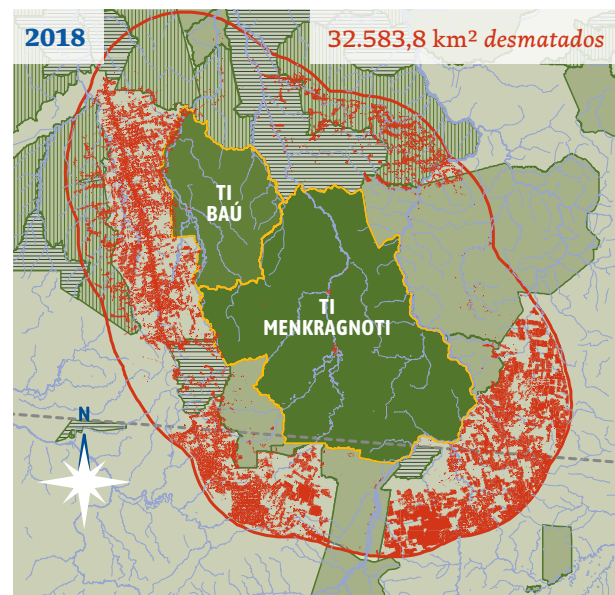 2018
32.583,8 km² desmatados
TI
BAÚ
TI
MENKRAGNOTI
N